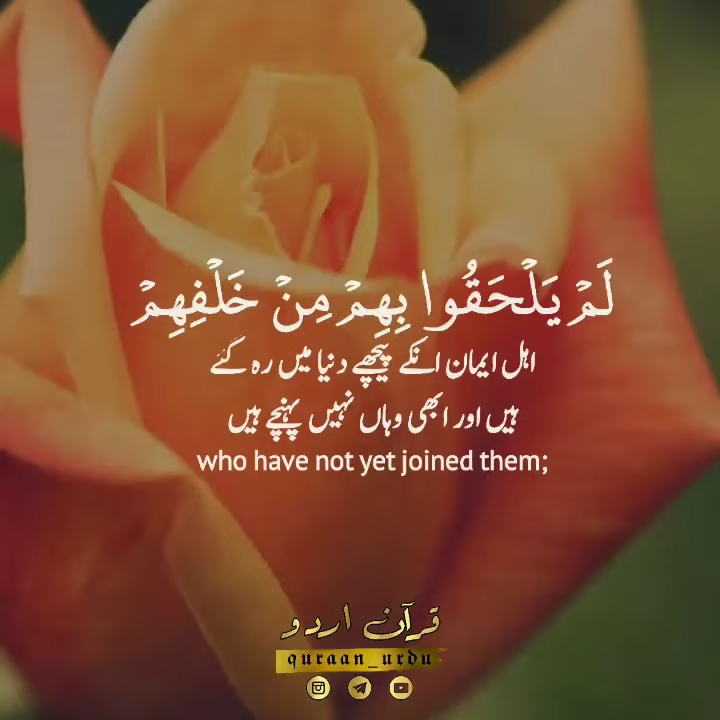 لَمْ يَلْحَقُوا بِهِمْ مِنْ خَلْفِهِمْ
اہل ایمان انکے پیچھے دنیا میں رہ گئے
ہیں اور ابھی وہاں نہیں پہنچے ہیں
who have not yet joined them;
قرآن اردو
quraan_urdu